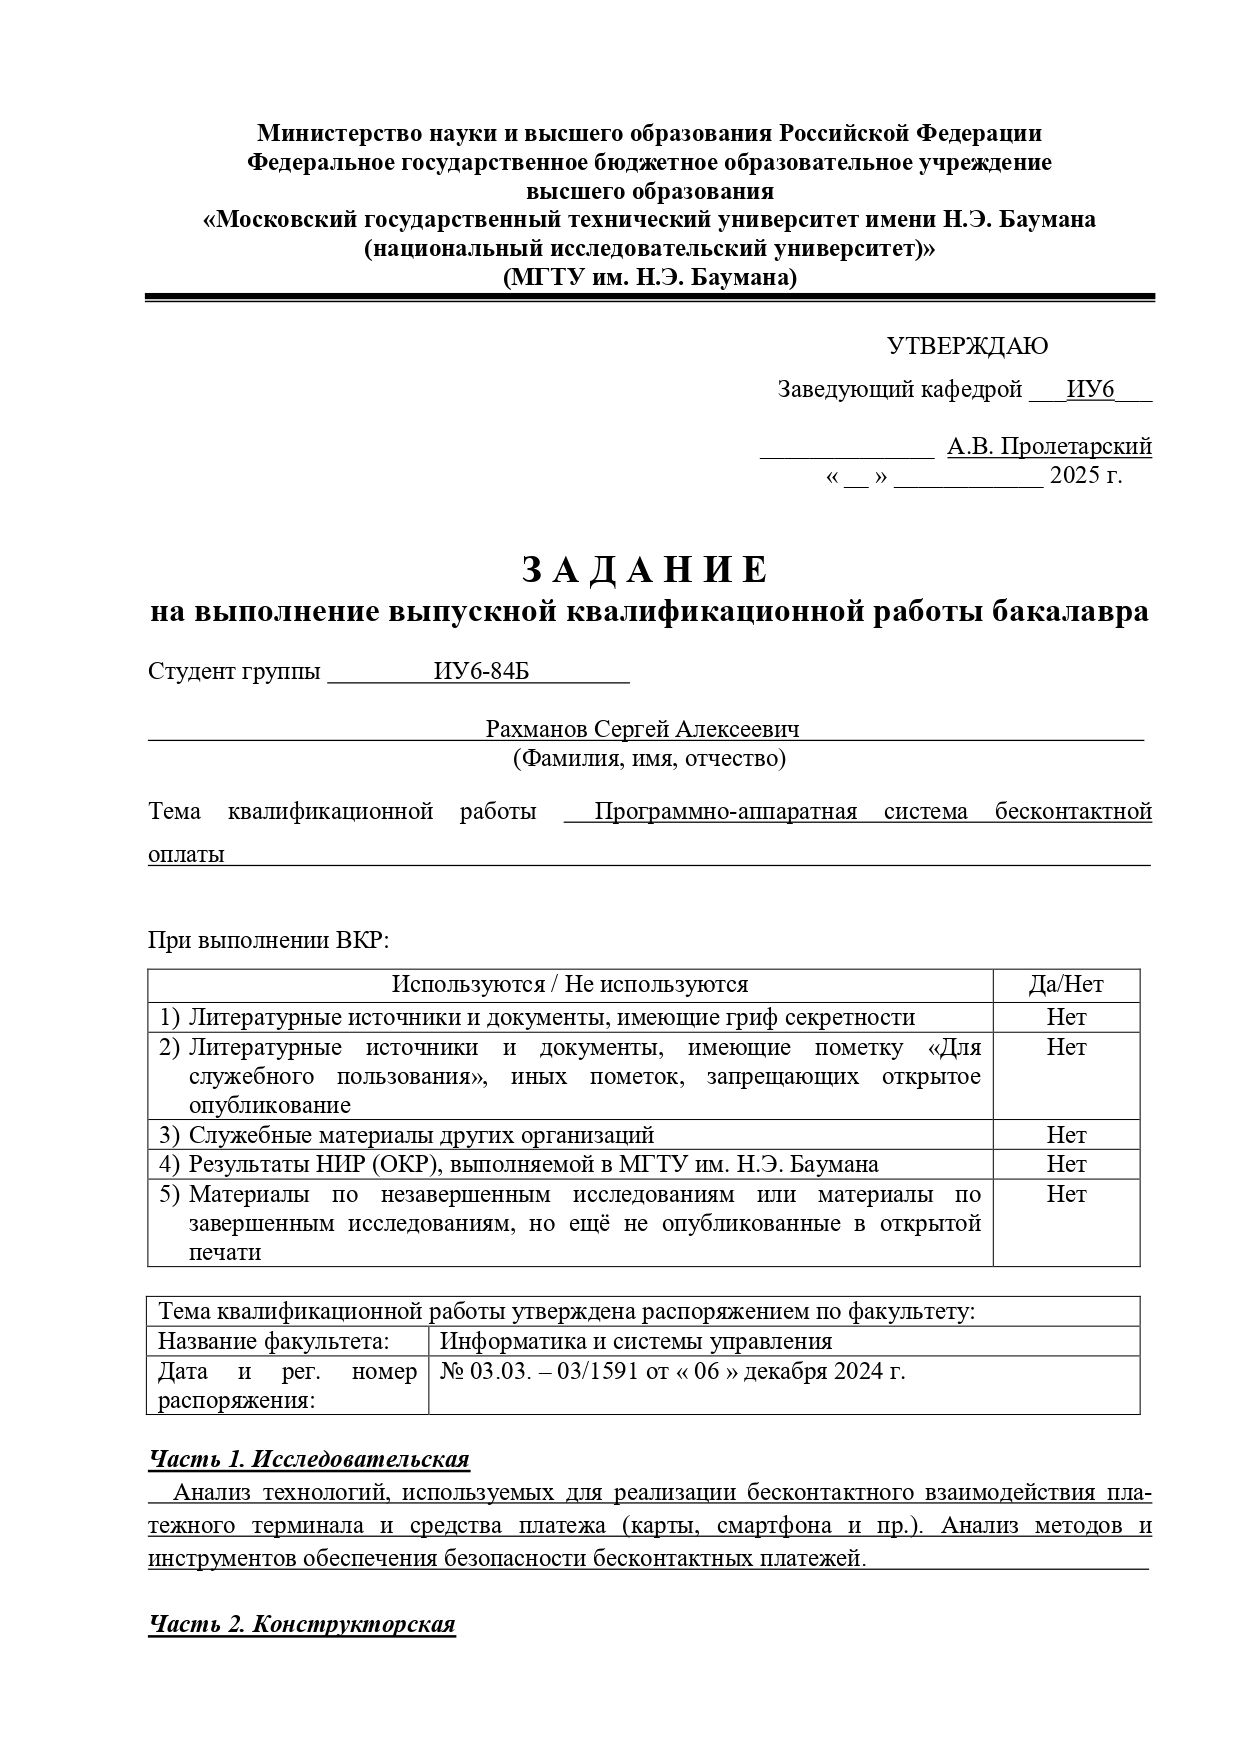 Министерство науки и высшего образования Российской Федерации
Федеральное государственное бюджетное образовательное учреждение
высшего образования
«Московский государственный технический университет имени Н.Э. Баумана
(национальный исследовательский университет)»
(МГТУ им. Н.Э. Баумана)
УТВЕРЖДАЮ
Заведующий кафедрой ___ИУ6___
______________ А.В. Пролетарский
« __ » ____________ 2025 г.
З А Д А Н И Е
на выполнение выпускной квалификационной работы бакалавра
Студент группы ИУ6-84Б
Рахманов Сергей Алексеевич
(Фамилия, имя, отчество)
Тема квалификационной работы Программно-аппаратная система бесконтактной
оплаты
При выполнении ВКР:
Используются / Не используются Да/Нет
1) Литературные источники и документы, имеющие гриф секретности Нет
2) Литературные источники и документы, имеющие пометку «Для Нет
служебного пользования», иных пометок, запрещающих открытое
опубликование
3) Служебные материалы других организаций Нет
4) Результаты НИР (ОКР), выполняемой в МГТУ им. Н.Э. Баумана Нет
5) Материалы по незавершенным исследованиям или материалы по Нет
завершенным исследованиям, но ещё не опубликованные в открытой
печати
Тема квалификационной работы утверждена распоряжением по факультету:
Название факультета: Информатика и системы управления
Дата и рег. номер № 03.03. – 03/1591 от « 06 » декабря 2024 г.
распоряжения:
Часть 1. Исследовательская
Анализ технологий, используемых для реализации бесконтактного взаимодействия пла-
тежного терминала и средства платежа (карты, смартфона и пр.). Анализ методов и
инструментов обеспечения безопасности бесконтактных платежей.
Часть 2. Конструкторская